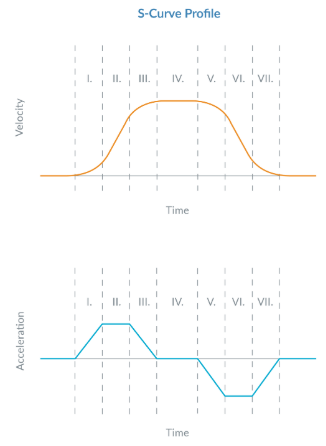 S-Curve Profile
I. II. III. IV. V. VI. VII.
Velocity
Time
I. II. III. IV. V. VI. VII.
Acceleration
Time